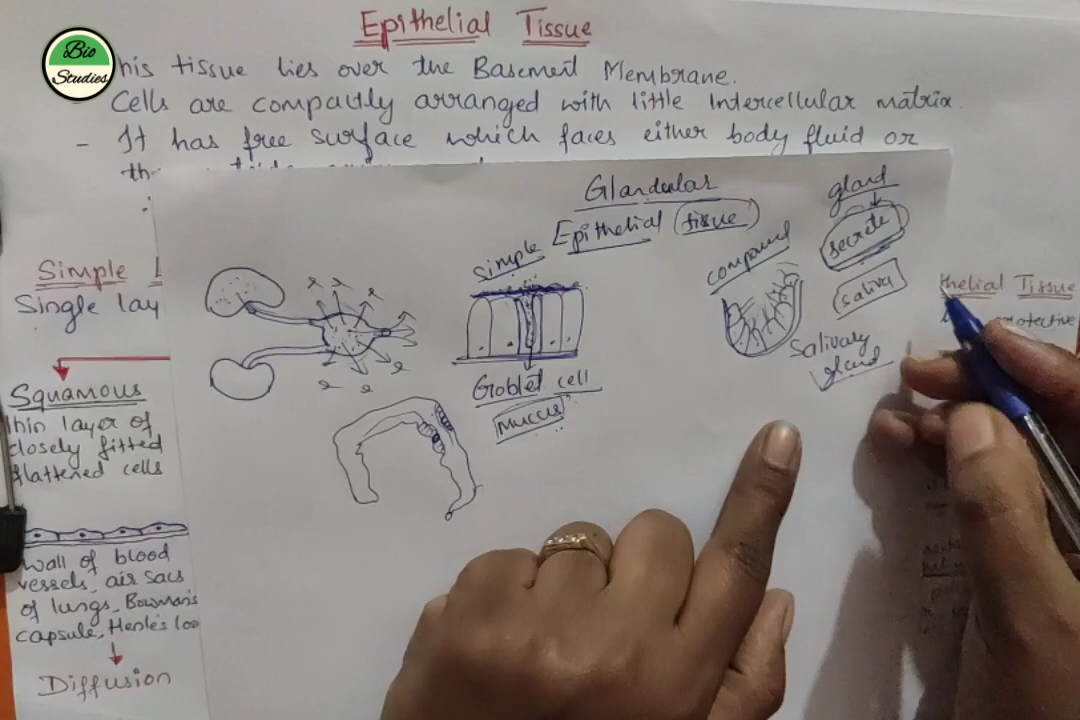 Epithelial Tissue
Bio
Studies
his tissue lies over the Basement Membrane.
Cells are compactly arranged with little Intercellular matrix.
- It has free surface which faces either body fluid or
Glandular
Epithelial tissue
gland
secrete
saliva
Simple
compound
Salivary
gland
Goblet cell
Mucus
Simple
Single lay
Squamous
thin layer of
closely fitted
flattened cells
wall of blood
vessels, air sacs
of lungs, Bowman's
capsule, Henle's loo
Diffusion
thelial Tissue
protective